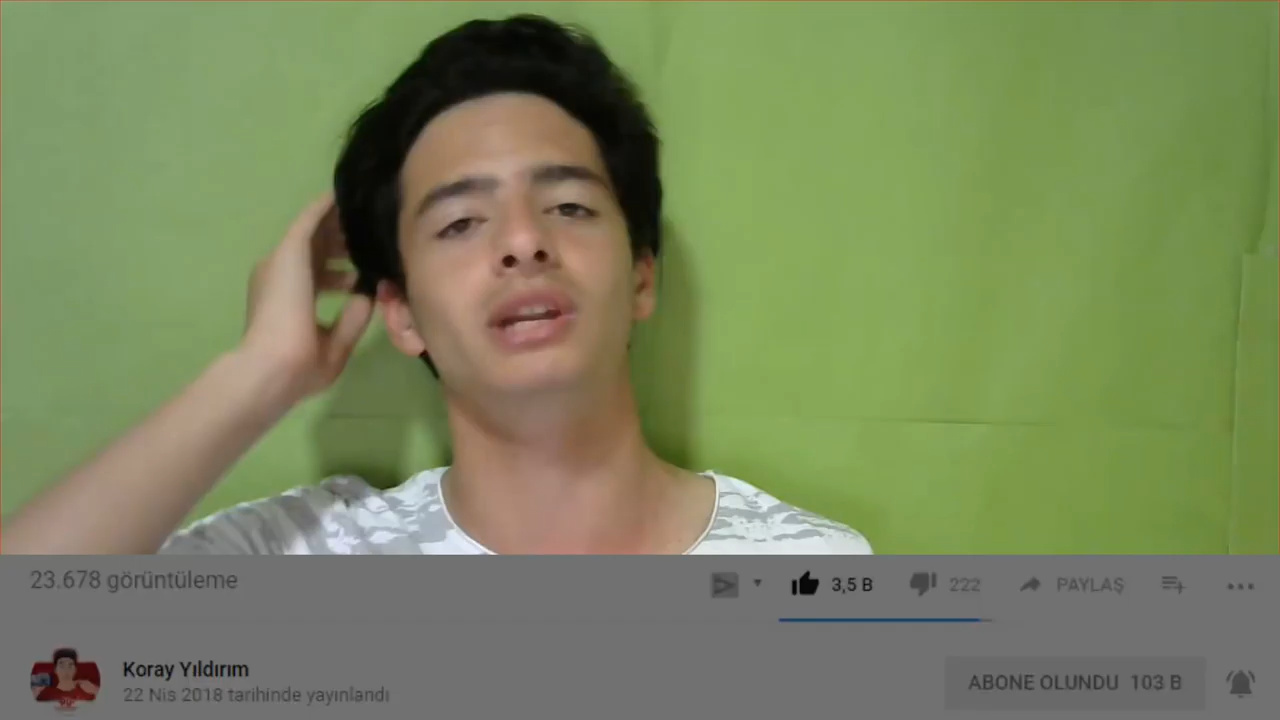 23.678 görüntüleme
3,5 B 222 PAYLAŞ
Koray Yıldırım
22 Nis 2018 tarihinde yayınlandı
ABONE OLUNDU 103 B